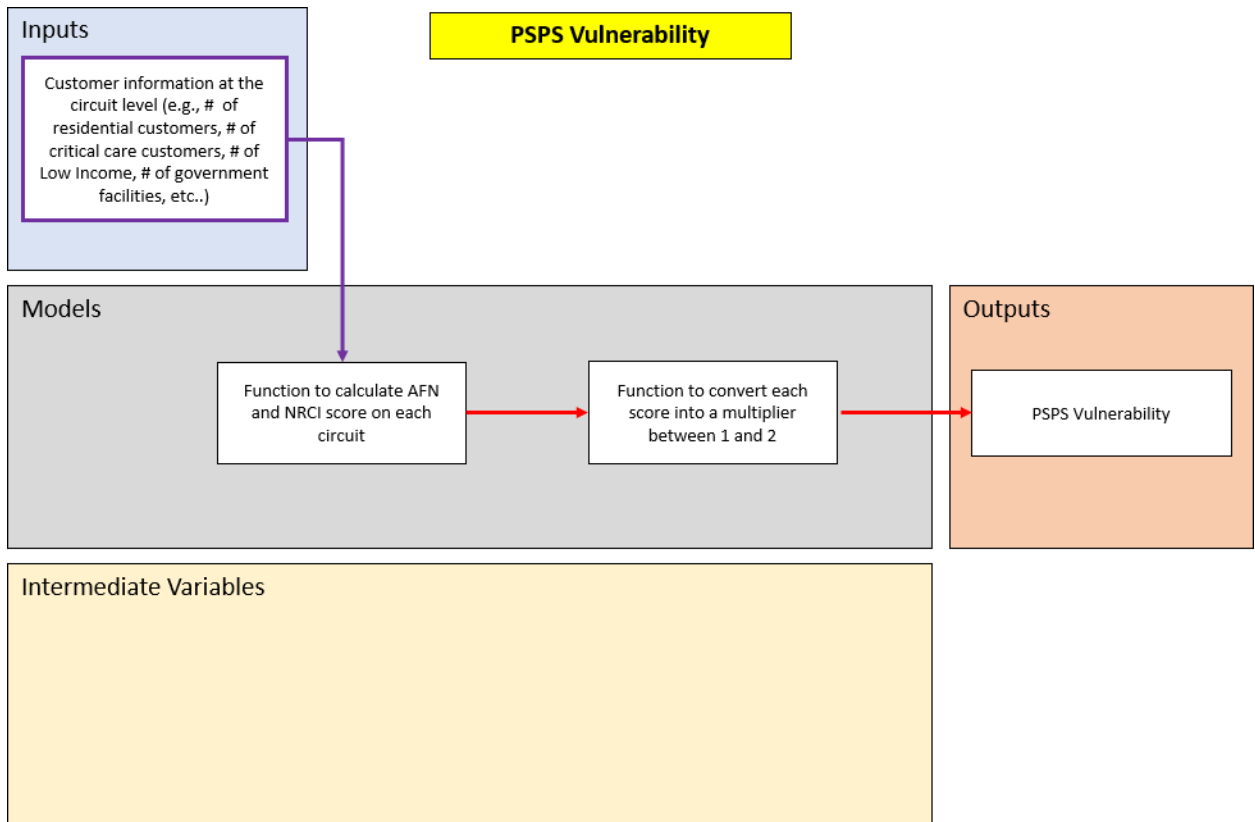 Inputs
PSPS Vulnerability
Customer information at the
circuit level (e.g., # of
residential customers, # of
critical care customers, # of
Low Income, # of government
facilities, etc..)
Models
Function to calculate AFN
and NRCI score on each
circuit
Function to convert each
score into a multiplier
between 1 and 2
Outputs
PSPS Vulnerability
Intermediate Variables